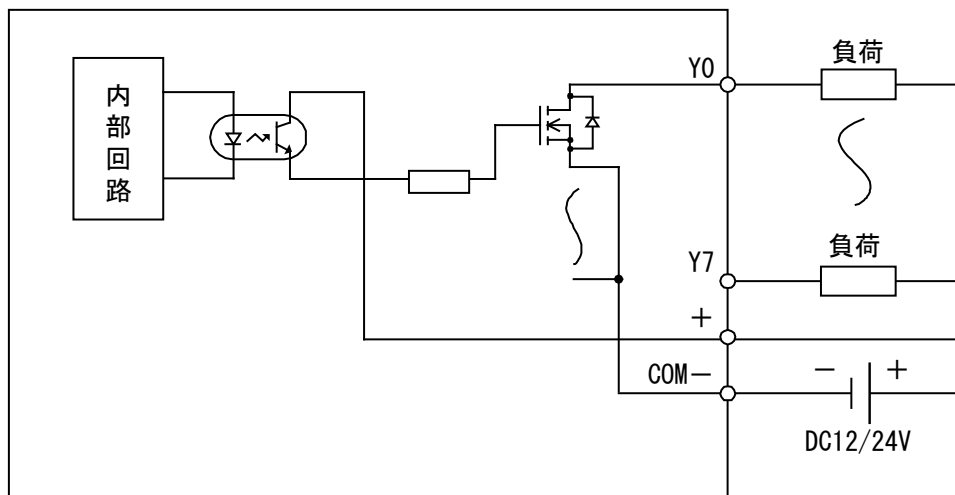 内部回路
Y0
負荷
Y7
負荷
+
COM-
- +
DC12/24V